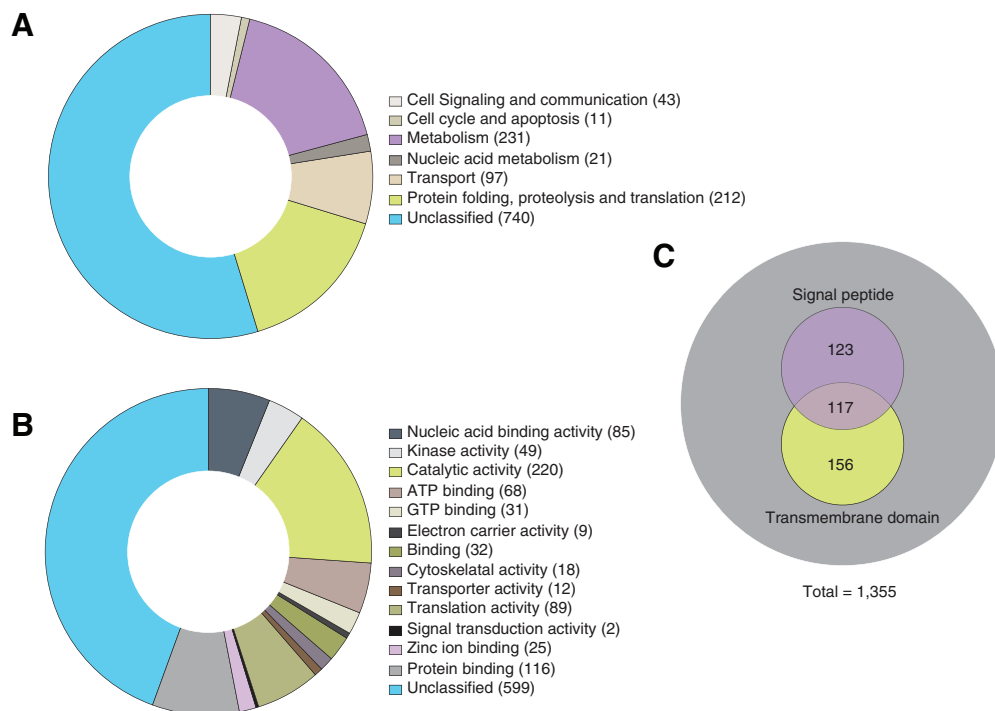 A
Cell Signaling and communication (43)
Cell cycle and apoptosis (11)
Metabolism (231)
Nucleic acid metabolism (21)
Transport (97)
Protein folding, proteolysis and translation (212)
Unclassified (740)
B
Nucleic acid binding activity (85)
Kinase activity (49)
Catalytic activity (220)
ATP binding (68)
GTP binding (31)
Electron carrier activity (9)
Binding (32)
Cytoskelatal activity (18)
Transporter activity (12)
Translation activity (89)
Signal transduction activity (2)
Zinc ion binding (25)
Protein binding (116)
Unclassified (599)
C
Signal peptide
123
117
156
Transmembrane domain
Total = 1,355